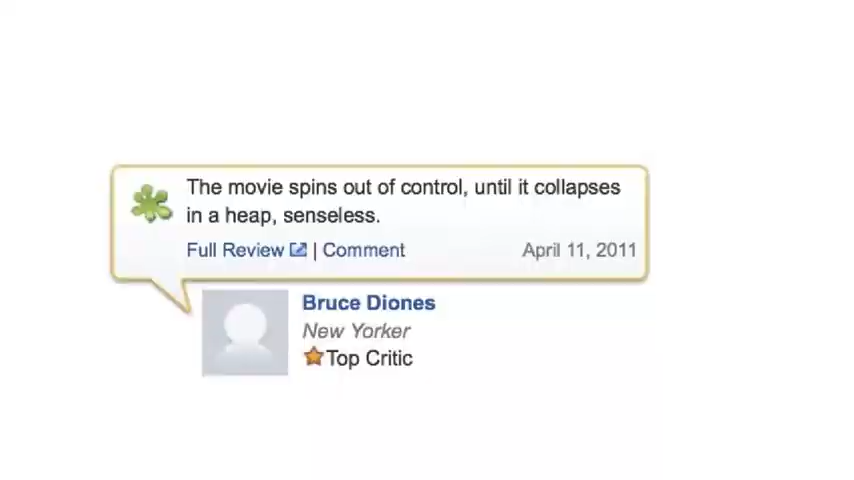 The movie spins out of control, until it collapses
in a heap, senseless.
Full Review | Comment April 11, 2011
Bruce Diones
New Yorker
Top Critic